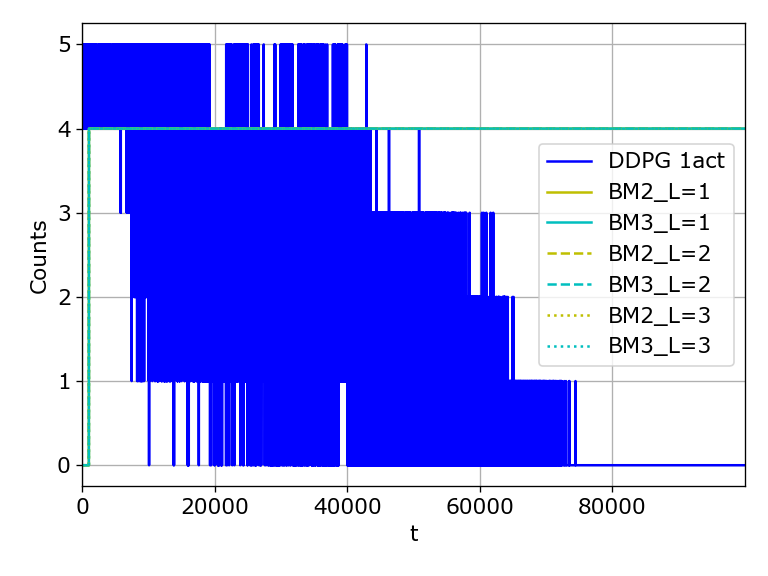 5
4
3
2
1
0
Counts
0 20000 40000 60000 80000
t
DDPG 1act
BM2_L=1
BM3_L=1
BM2_L=2
BM3_L=2
BM2_L=3
BM3_L=3